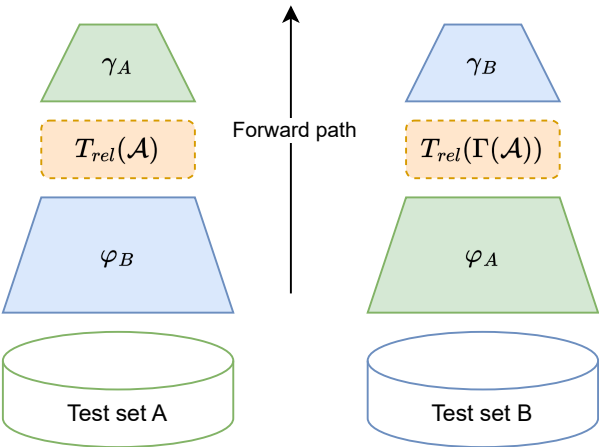 γ_A
γ_B
Forward path
T_rel(𝒜)
T_rel(Γ(𝒜))
φ_B
φ_A
Test set A
Test set B